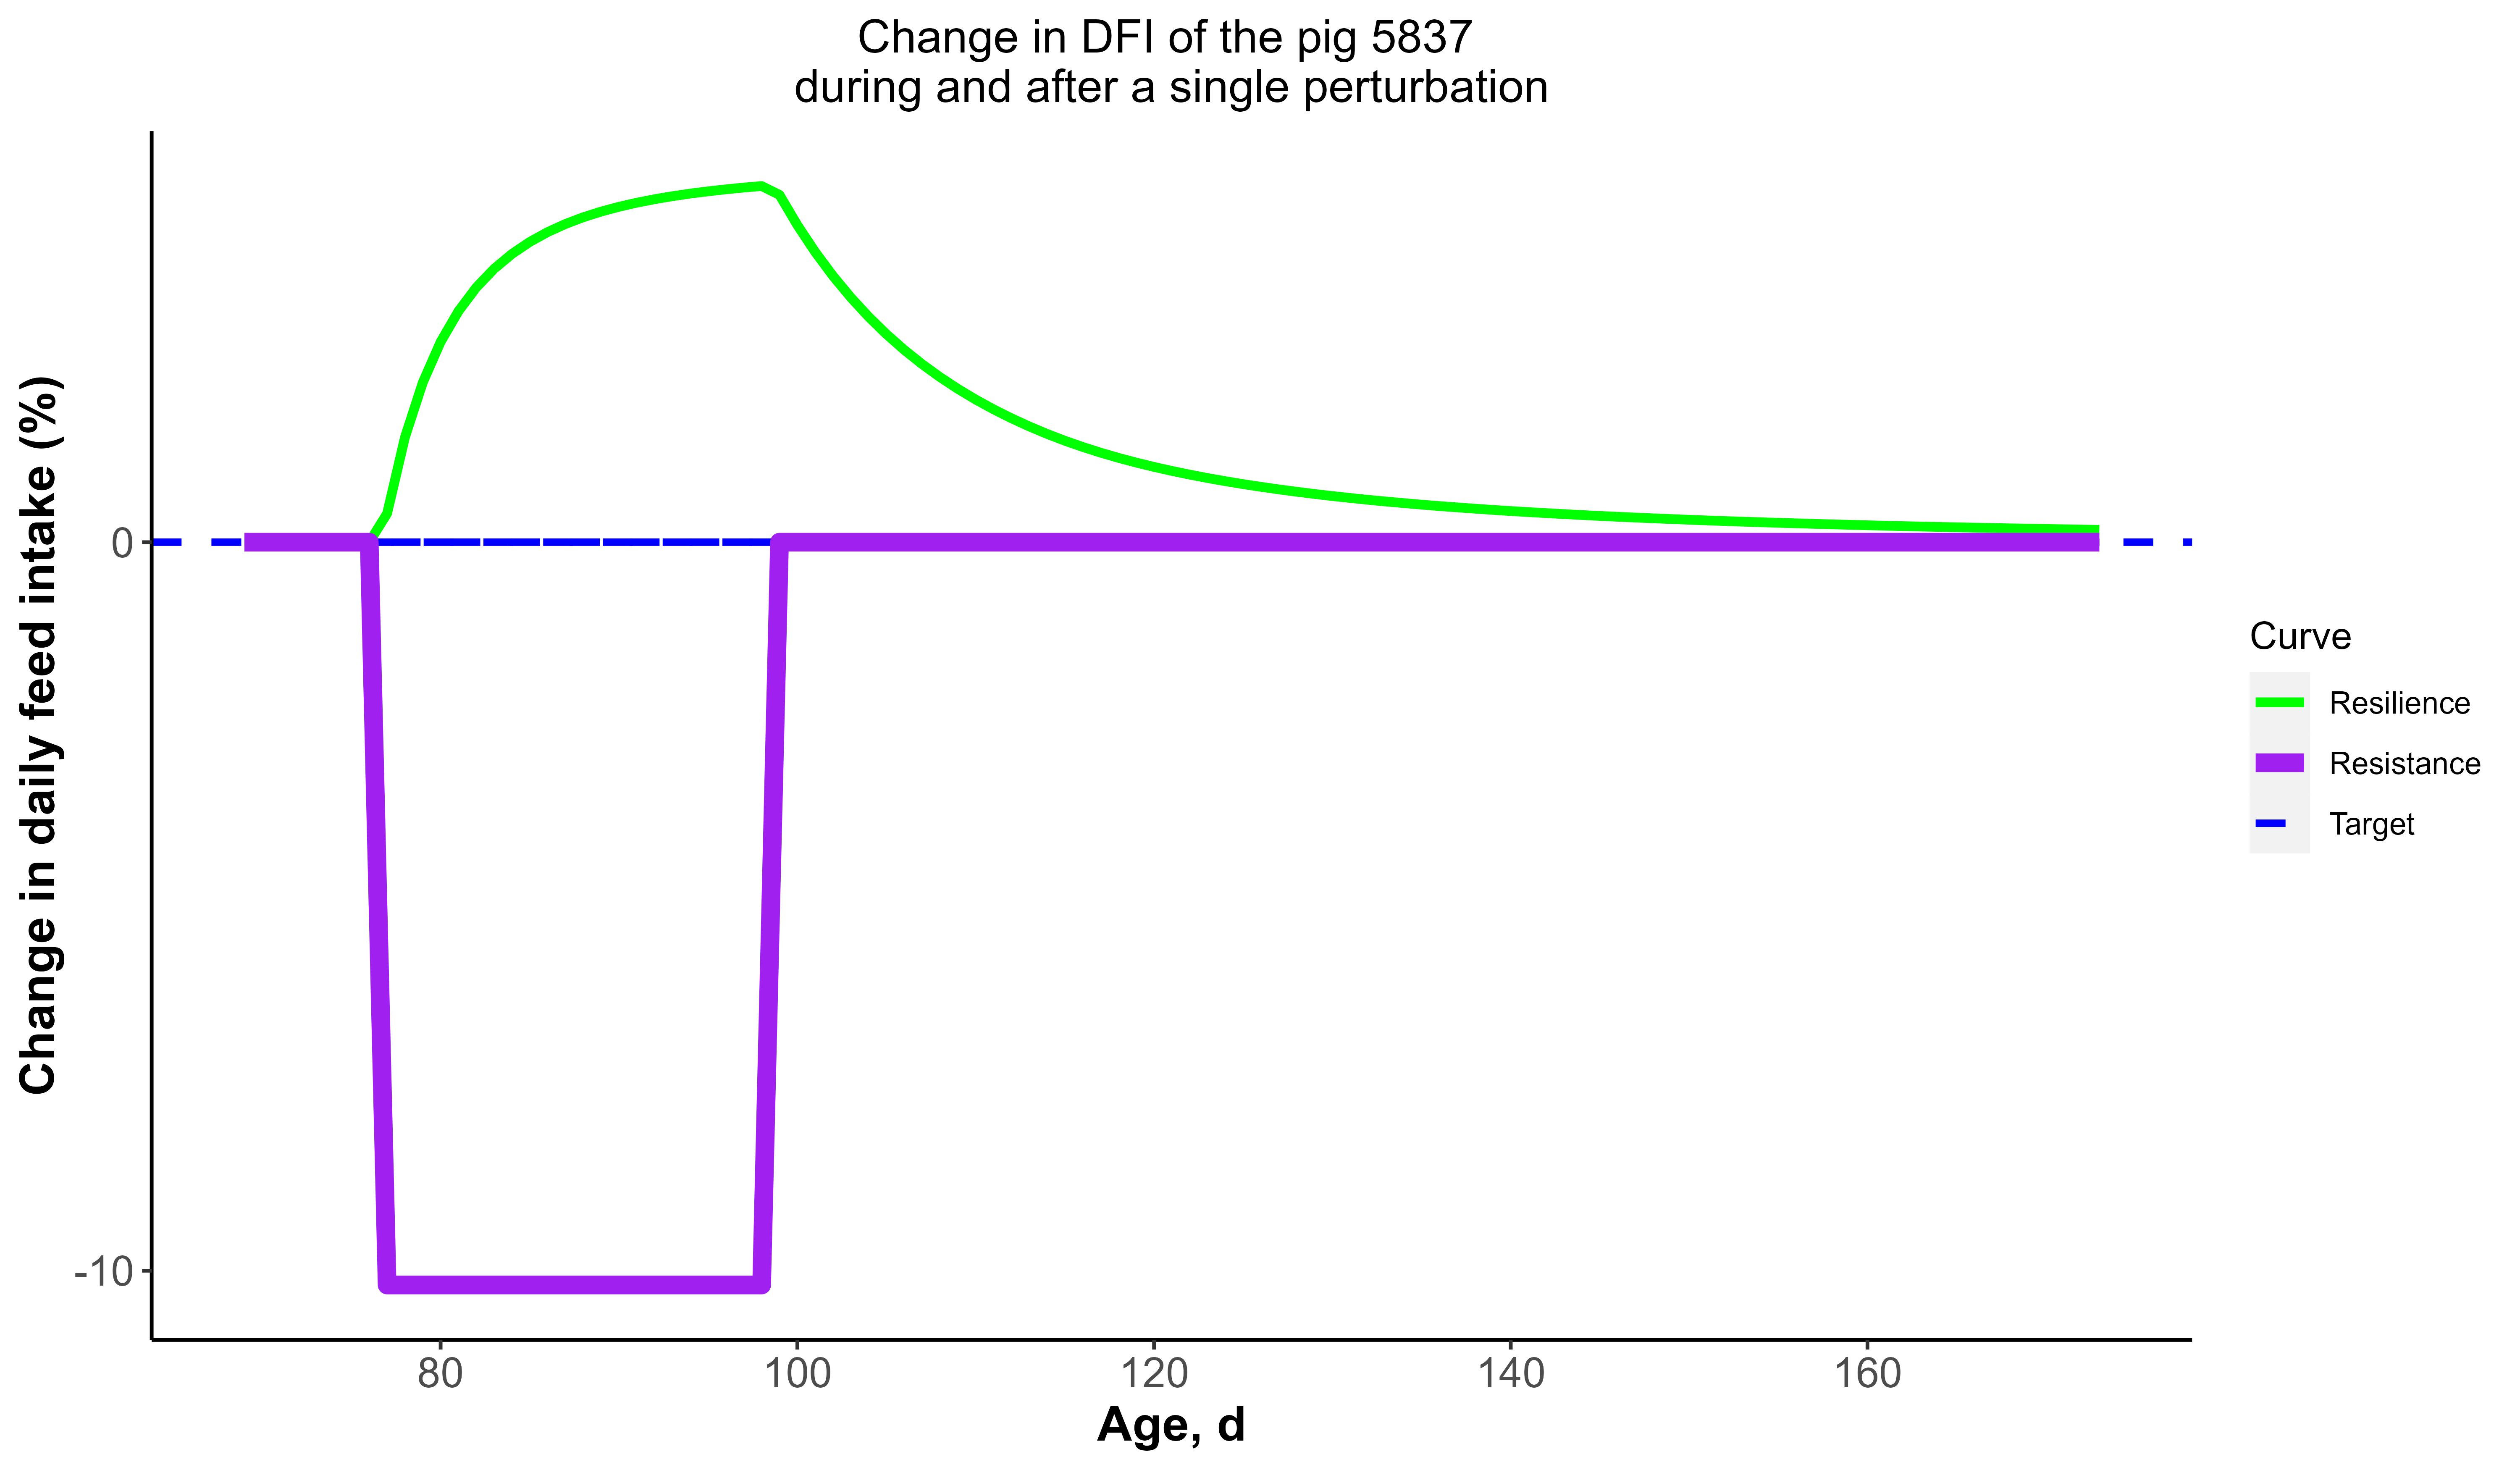 Change in DFI of the pig 5837
during and after a single perturbation
Change in daily feed intake (%)
0
-10
80
100
120
140
160
Age, d
Curve
Resilience
Resistance
Target